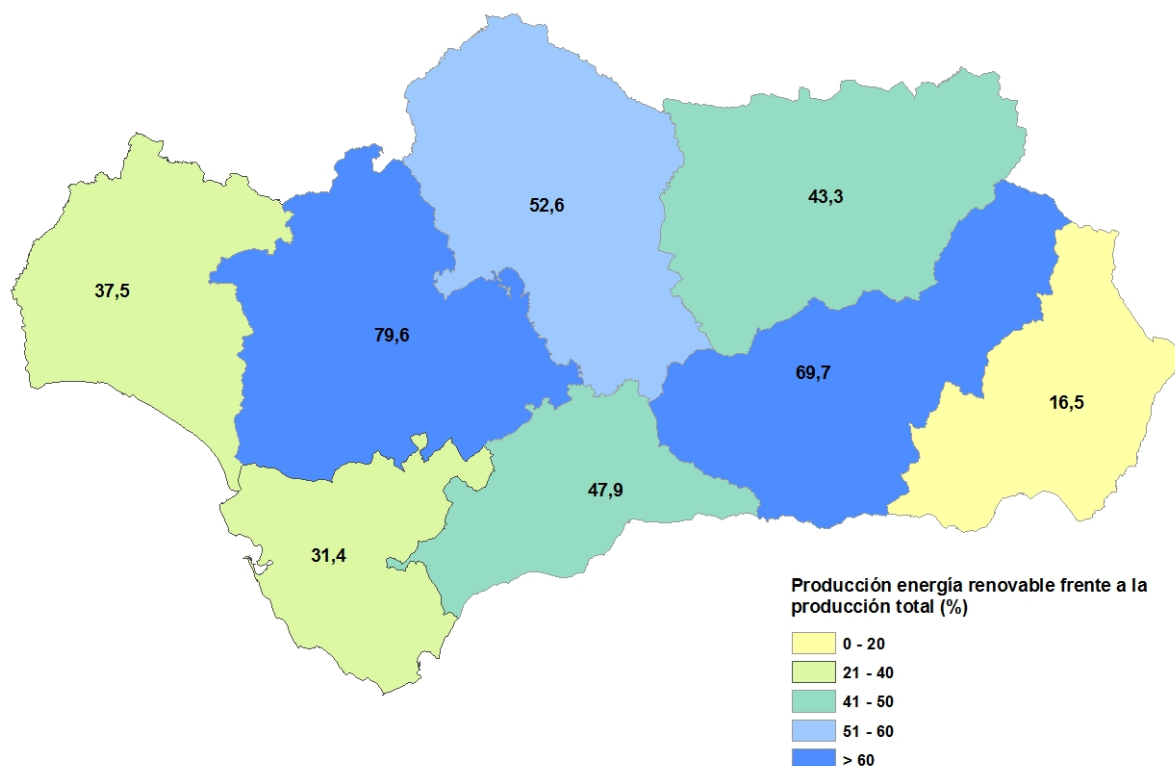 52,6
43,3
37,5
79,6
69,7
16,5
47,9
31,4
Producción energía renovable frente a la
producción total (%)
0 - 20
21 - 40
41 - 50
51 - 60
> 60